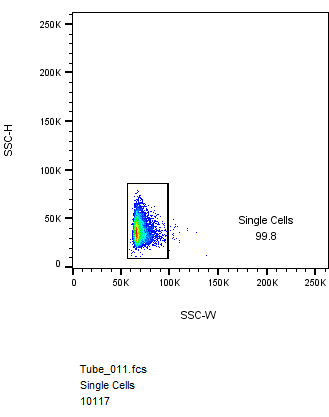 250K
200K
150K
100K
50K
0
SSC-H
Single Cells
99.8
0 50K 100K 150K 200K 250K
SSC-W
Tube_011.fcs
Single Cells
10117